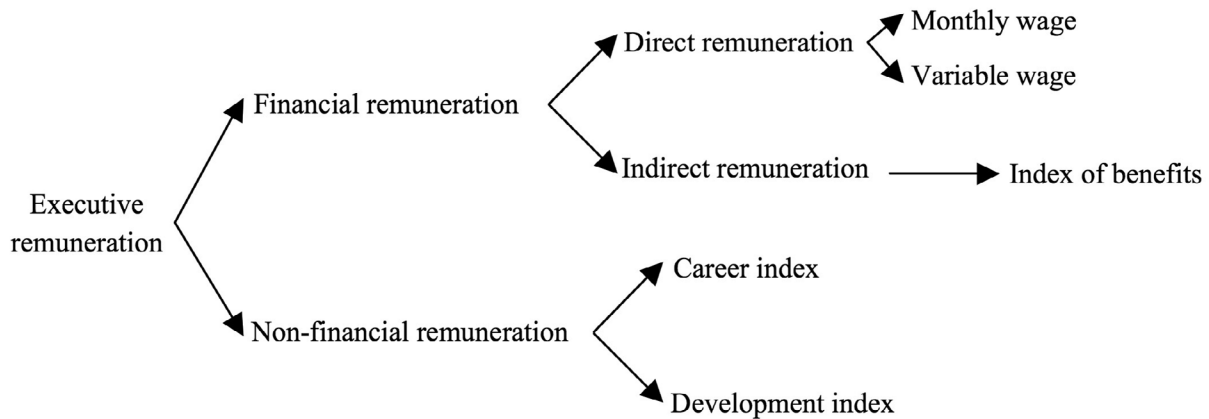 Monthly wage
Direct remuneration
Variable wage
Financial remuneration
Indirect remuneration
Index of benefits
Executive
remuneration
Career index
Non-financial remuneration
Development index